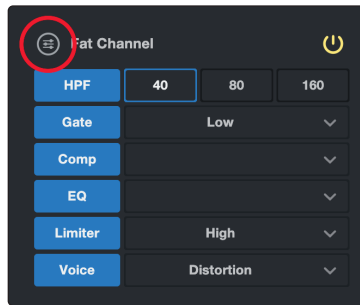 Fat Channel
HPF 40 80 160
Gate Low
Comp
EQ
Limiter High
Voice Distortion